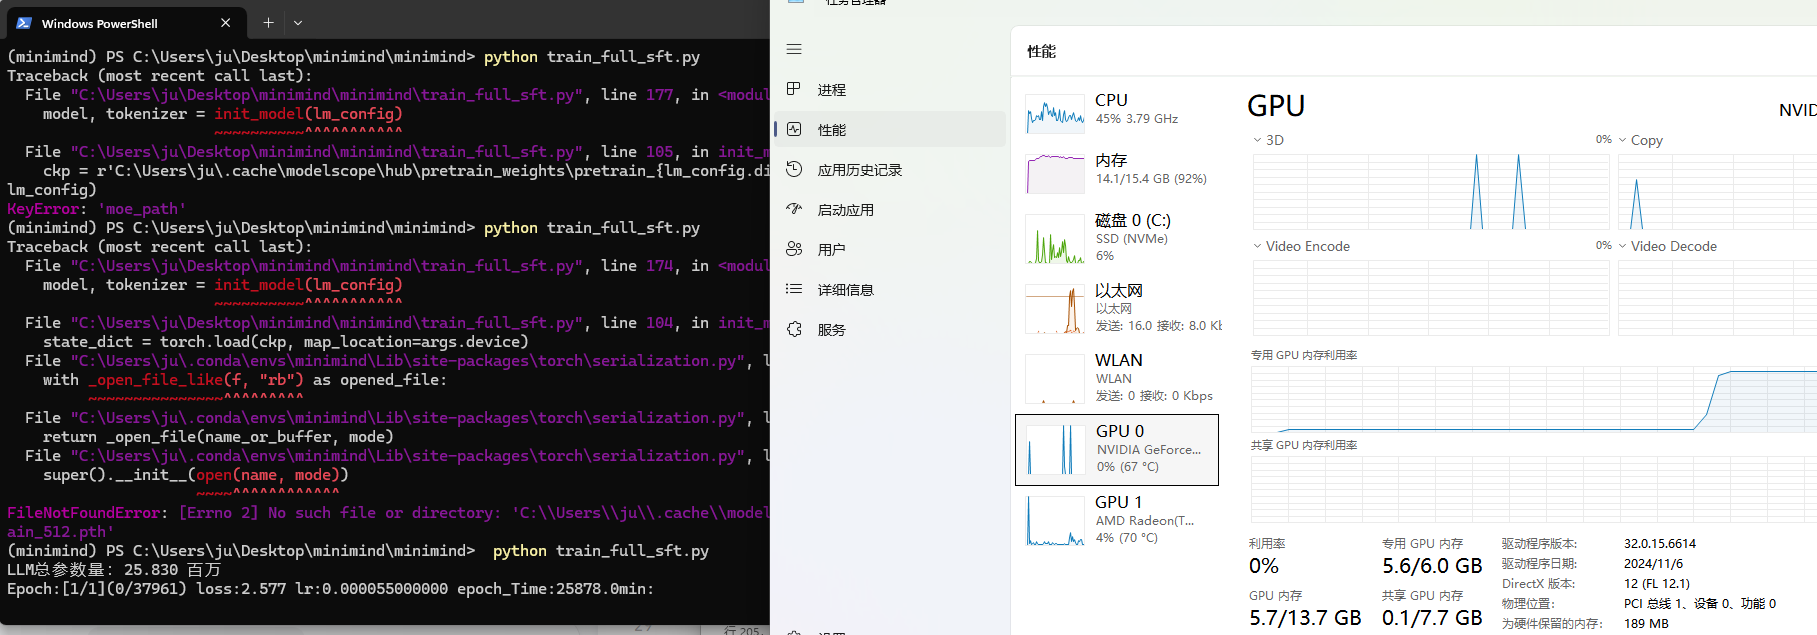 Windows PowerShell
(minimind) PS C:\Users\ju\Desktop\minimind\minimind> python train_full_sft.py
Traceback (most recent call last):
File "C:\Users\ju\Desktop\minimind\minimind\train_full_sft.py", line 177, in <modul
model, tokenizer = init_model(lm_config)
~~~~~~~~~~^^^^^^^^^^^
File "C:\Users\ju\Desktop\minimind\minimind\train_full_sft.py", line 105, in init_m
ckp = r'C:\Users\ju\.cache\modelscope\hub\pretrain_weights\pretrain_{lm_config.di
lm_config)
KeyError: 'moe_path'
(minimind) PS C:\Users\ju\Desktop\minimind\minimind> python train_full_sft.py
Traceback (most recent call last):
File "C:\Users\ju\Desktop\minimind\minimind\train_full_sft.py", line 174, in <modul
model, tokenizer = init_model(lm_config)
~~~~~~~~~~^^^^^^^^^^^
File "C:\Users\ju\Desktop\minimind\minimind\train_full_sft.py", line 104, in init_m
state_dict = torch.load(ckp, map_location=args.device)
File "C:\Users\ju\.conda\envs\minimind\Lib\site-packages\torch\serialization.py", l
with _open_file_like(f, "rb") as opened_file:
~~~~~~~~~~~~~~~^^^^^^^^^
File "C:\Users\ju\.conda\envs\minimind\Lib\site-packages\torch\serialization.py", l
return _open_file(name_or_buffer, mode)
File "C:\Users\ju\.conda\envs\minimind\Lib\site-packages\torch\serialization.py", l
super().__init__(open(name, mode))
~~~~^^^^^^^^^^^^
FileNotFoundError: [Errno 2] No such file or directory: 'C:\\Users\\ju\\.cache\\model
ain_512.pth'
(minimind) PS C:\Users\ju\Desktop\minimind\minimind> python train_full_sft.py
LLM总参数量: 25.830 百万
Epoch:[1/1](0/37961) loss:2.577 lr:0.000055000000 epoch_Time:25878.0min:
行 205,
任务管理器
进程
性能
应用历史记录
启动应用
用户
详细信息
服务
设置
性能
CPU
45% 3.79 GHz
内存
14.1/15.4 GB (92%)
磁盘 0 (C:)
SSD (NVMe)
6%
以太网
以太网
发送: 16.0 接收: 8.0 Kb
WLAN
WLAN
发送: 0 接收: 0 Kbps
GPU 0
NVIDIA GeForce...
0% (67 °C)
GPU 1
AMD Radeon(T...
4% (70 °C)
GPU
NVID
3D 0%
Copy
Video Encode 0%
Video Decode
专用 GPU 内存利用率
共享 GPU 内存利用率
利用率
0%
专用 GPU 内存
5.6/6.0 GB
GPU 内存
5.7/13.7 GB
共享 GPU 内存
0.1/7.7 GB
驱动程序版本: 32.0.15.6614
驱动程序日期: 2024/11/6
DirectX 版本: 12 (FL 12.1)
物理位置: PCI 总线 1、设备 0、功能 0
为硬件保留的内存: 189 MB